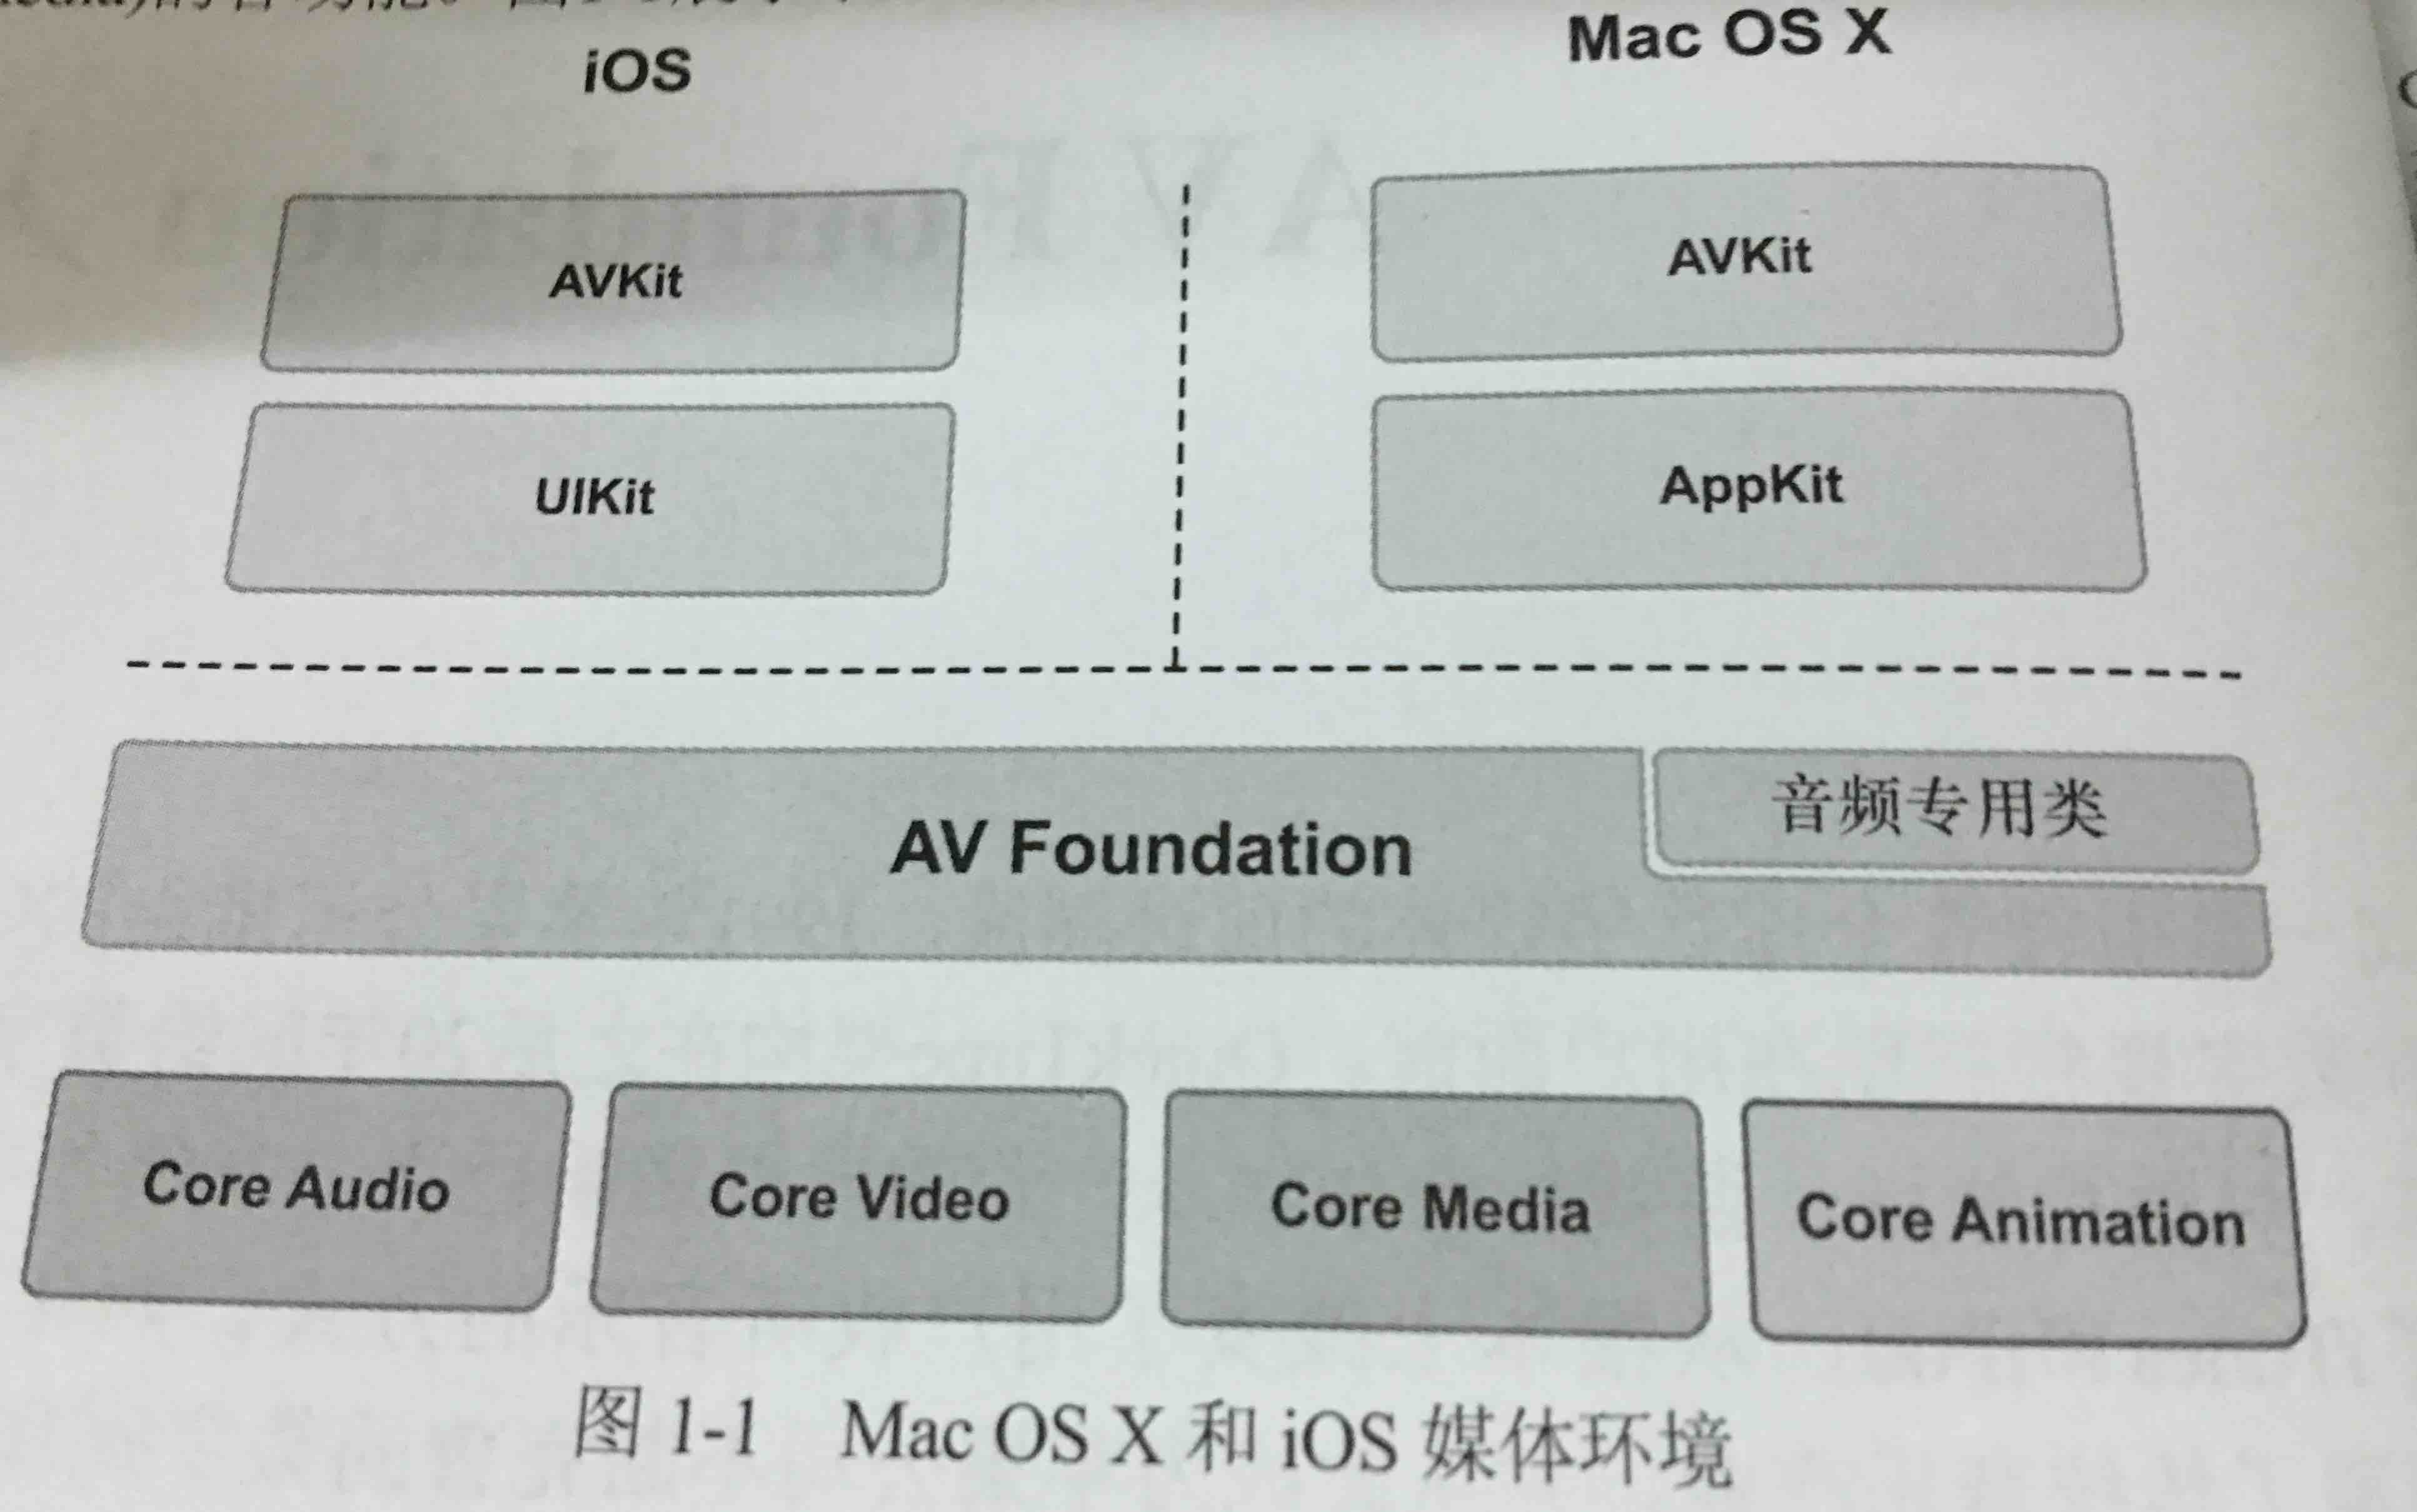 iOS
Mac OS X
AVKit
AVKit
UIKit
AppKit
AV Foundation
音频专用类
Core Audio
Core Video
Core Media
Core Animation
图 1-1 Mac OS X 和 iOS 媒体环境